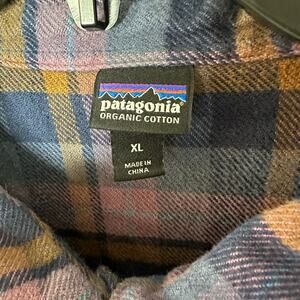 patagonia
ORGANIC COTTON
XL
MADE IN
CHINA